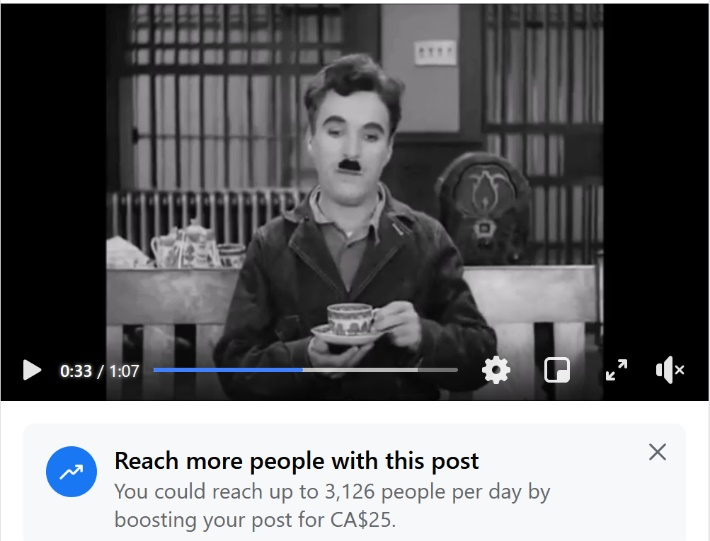 0:33 / 1:07
Reach more people with this post
You could reach up to 3,126 people per day by
boosting your post for CA$25.